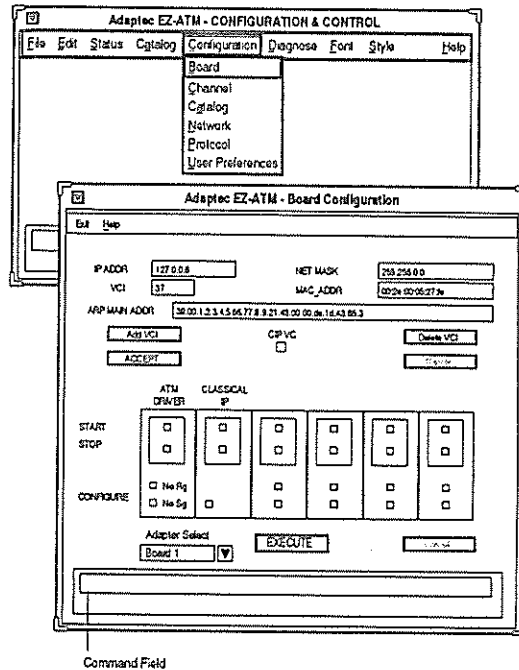 Adaptec EZ-ATM - CONFIGURATION & CONTROL
File Edit Status Catalog Configuration Diagnose Font Style Help
Board
Channel
Catalog
Network
Protocol
User Preferences
Adaptec EZ-ATM - Board Configuration
Exit Help
IP ADDR 127.0.0.6 NET MASK 255.255.0.0
VCI 37 MAC_ADDR
ARP MAIN ADDR
Add VCI CIP VC Delete VCI
ACCEPT
ATM DRIVER CLASSICAL IP
START
STOP
CONFIGURE No Rg
No Sg
Adapter Select
Board 1 EXECUTE
Command Field